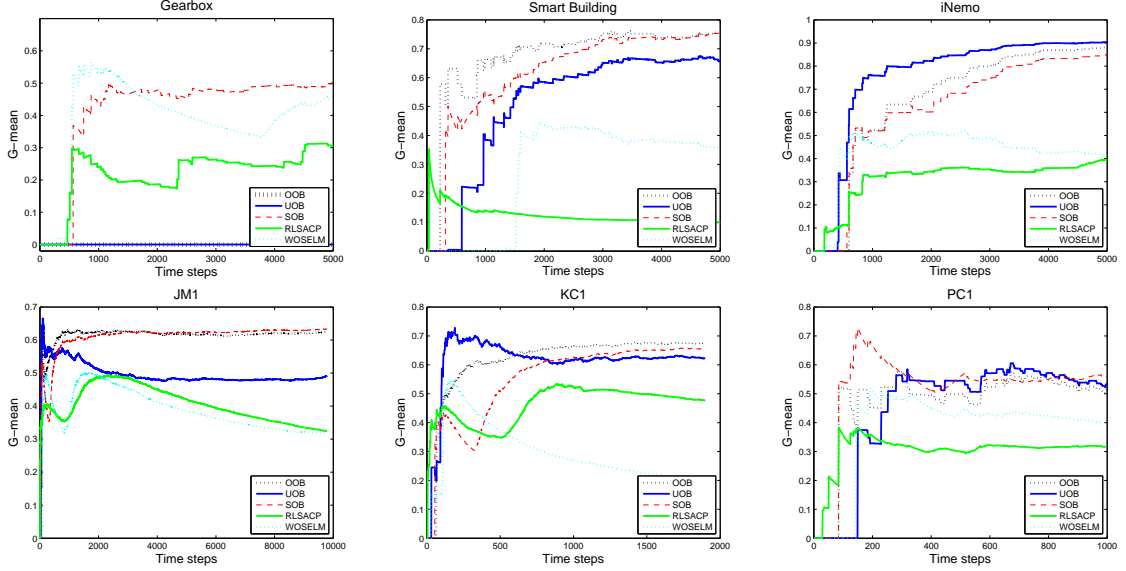 Gearbox
G-mean
0.6
0.5
0.4
0.3
0.2
0.1
0
0 1000 2000 3000 4000 5000
Time steps
OOB
UOB
SOB
RLSACP
WOSELM
Smart Building
G-mean
0.8
0.7
0.6
0.5
0.4
0.3
0.2
0.1
0
0 1000 2000 3000 4000 5000
Time steps
OOB
UOB
SOB
RLSACP
WOSELM
iNemo
G-mean
1
0.9
0.8
0.7
0.6
0.5
0.4
0.3
0.2
0.1
0
0 1000 2000 3000 4000 5000
Time steps
OOB
UOB
SOB
RLSACP
WOSELM
JM1
G-mean
0.7
0.6
0.5
0.4
0.3
0.2
0.1
0
0 2000 4000 6000 8000 10000
Time steps
OOB
UOB
SOB
RLSACP
WOSELM
KC1
G-mean
0.8
0.7
0.6
0.5
0.4
0.3
0.2
0.1
0
0 500 1000 1500 2000
Time steps
OOB
UOB
SOB
RLSACP
WOSELM
PC1
G-mean
0.8
0.7
0.6
0.5
0.4
0.3
0.2
0.1
0
0 200 400 600 800 1000
Time steps
OOB
UOB
SOB
RLSACP
WOSELM